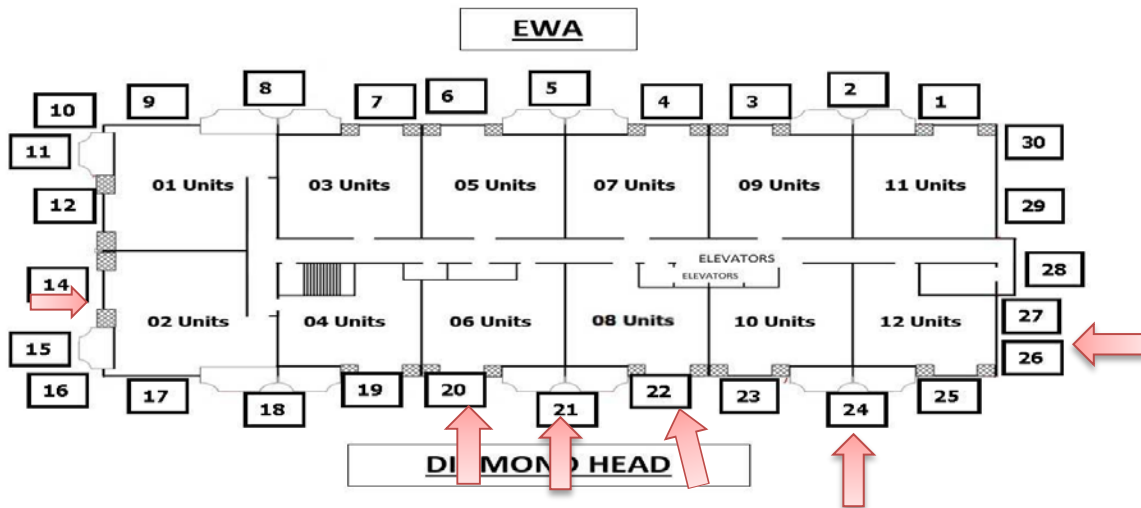 EWA
8
5
2
10
9
7
6
4
3
1
11
30
01 Units
03 Units
05 Units
07 Units
09 Units
11 Units
12
29
ELEVATORS
ELEVATORS
28
14
02 Units
04 Units
06 Units
08 Units
10 Units
12 Units
27
15
26
16
17
18
19
20
21
22
23
24
25
DIAMOND HEAD